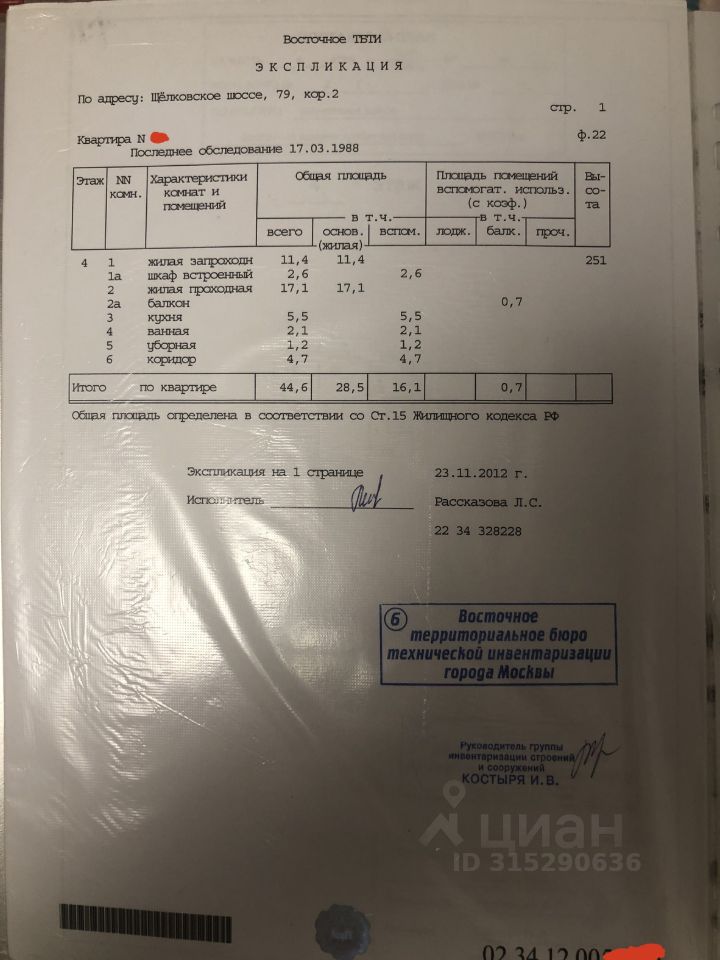 Восточное ТБТИ
ЭКСПЛИКАЦИЯ
По адресу: Щёлковское шоссе, 79, кор.2
стр. 1
Квартира N
ф.22
Последнее обследование 17.03.1988
Этаж NN комн. Характеристики комнат и помещений Общая площадь Площадь помещений вспомогат. использ. (с коэф.) Вы-со-та
в т.ч. в т.ч.
всего основ. (жилая) вспом. лодж. балк. проч.
4 1 жилая запроходн 11,4 11,4 251
1а шкаф встроенный 2,6 2,6
2 жилая проходная 17,1 17,1
2а балкон 0,7
3 кухня 5,5 5,5
4 ванная 2,1 2,1
5 уборная 1,2 1,2
6 коридор 4,7 4,7
Итого по квартире 44,6 28,5 16,1 0,7
Общая площадь определена в соответствии со Ст.15 Жилищного кодекса РФ
Экспликация на 1 странице 23.11.2012 г.
Исполнитель Рассказова Л.С.
22 34 328228
6 Восточное
территориальное бюро
технической инвентаризации
города Москвы
Руководитель группы
инвентаризации строений
и сооружений
КОСТЫРЯ И.В.
циан
ID 315290636
02 34 12 00